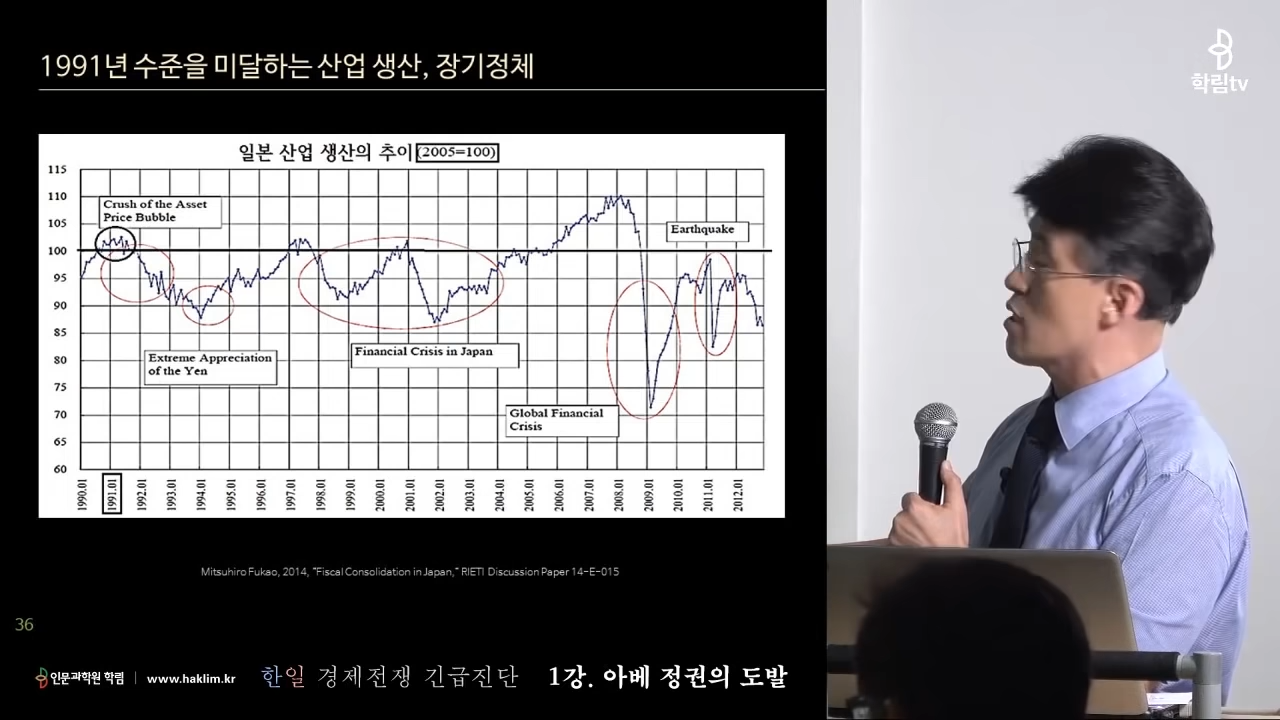 1991년 수준을 미달하는 산업 생산, 장기정체
학림tv
일본 산업 생산의 추이(2005=100)
115
110
105
100
95
90
85
80
75
70
65
60
Crush of the Asset
Price Bubble
Earthquake
Extreme Appreciation
of the Yen
Financial Crisis in Japan
Global Financial
Crisis
1990.01
1991.01
1992.01
1993.01
1994.01
1995.01
1996.01
1997.01
1998.01
1999.01
2000.01
2001.01
2002.01
2003.01
2004.01
2005.01
2006.01
2007.01
2008.01
2009.01
2010.01
2011.01
2012.01
Mitsuhiro Fukao, 2014, "Fiscal Consolidation in Japan," RIETI Discussion Paper 14-E-015
36
인문과학원 학림 | www.haklim.kr
한일 경제전쟁 긴급진단 1강. 아베 정권의 도발